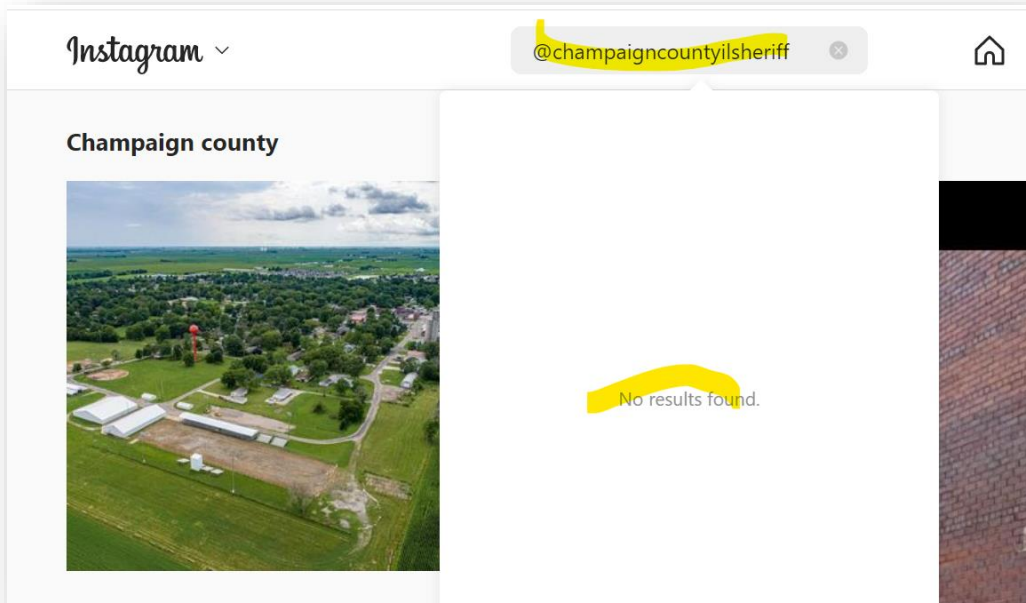 Instagram
@champaigncountyilsheriff
Champaign county
No results found.